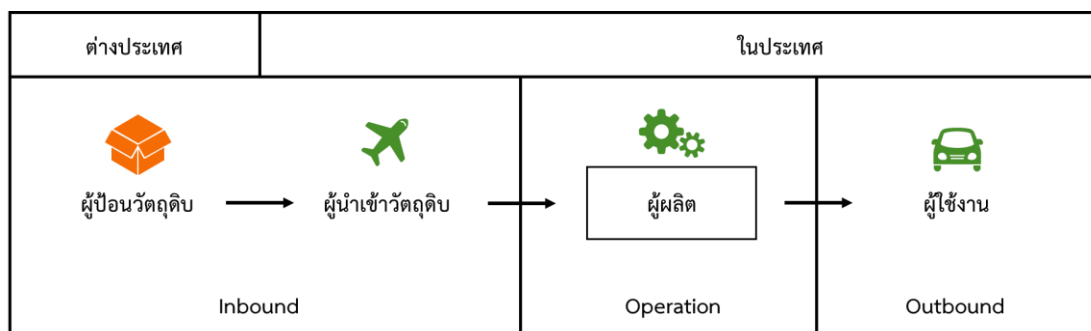 ต่างประเทศ
ในประเทศ
ผู้ป้อนวัตถุดิบ
ผู้นำเข้าวัตถุดิบ
ผู้ผลิต
ผู้ใช้งาน
Inbound
Operation
Outbound